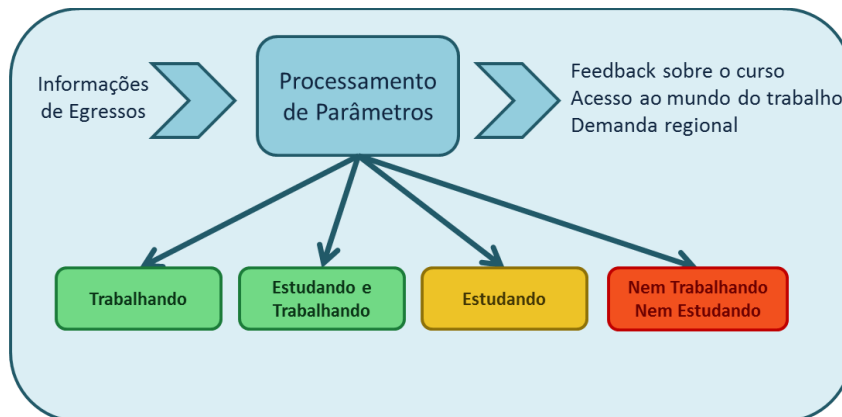 Informações
de Egressos
Processamento
de Parâmetros
Feedback sobre o curso
Acesso ao mundo do trabalho
Demanda regional
Trabalhando
Estudando e
Trabalhando
Estudando
Nem Trabalhando
Nem Estudando